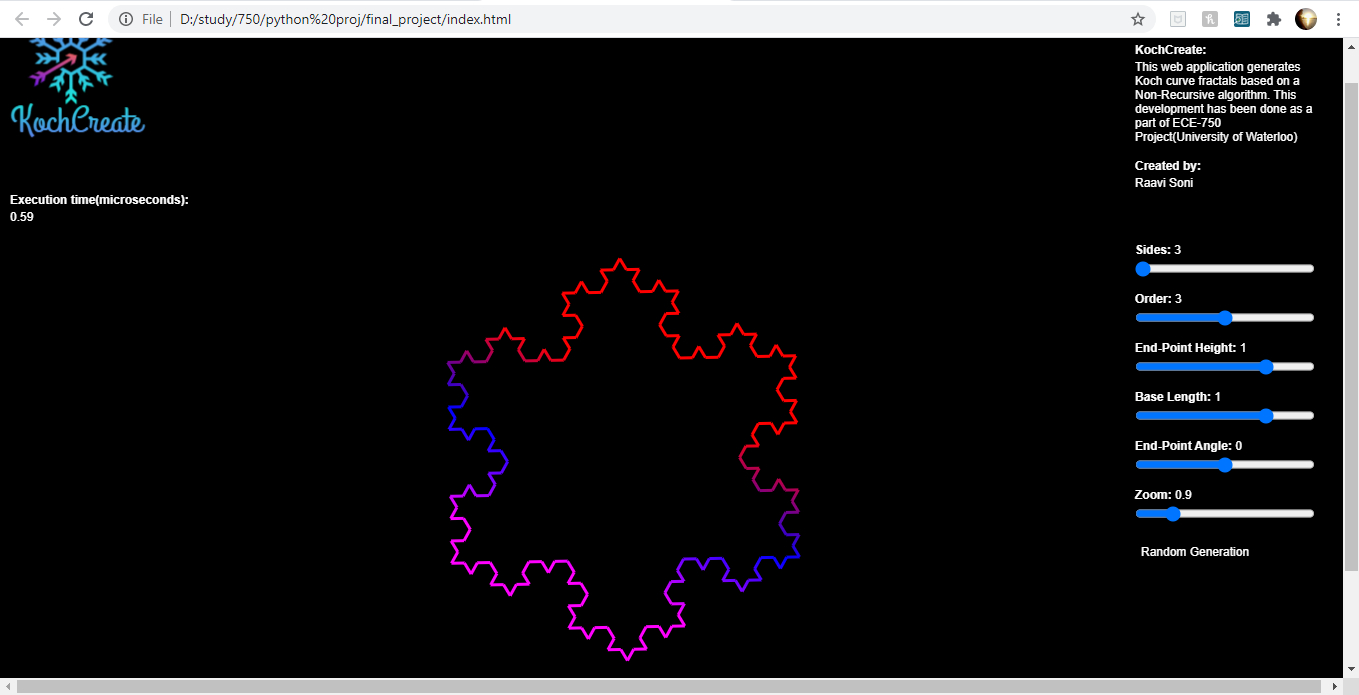 File
D:/study/750/python%20proj/final_project/index.html
KochCreate
Execution time(microseconds):
0.59
KochCreate:
This web application generates
Koch curve fractals based on a
Non-Recursive algorithm. This
development has been done as a
part of ECE-750
Project(University of Waterloo)
Created by:
Raavi Soni
Sides: 3
Order: 3
End-Point Height: 1
Base Length: 1
End-Point Angle: 0
Zoom: 0.9
Random Generation